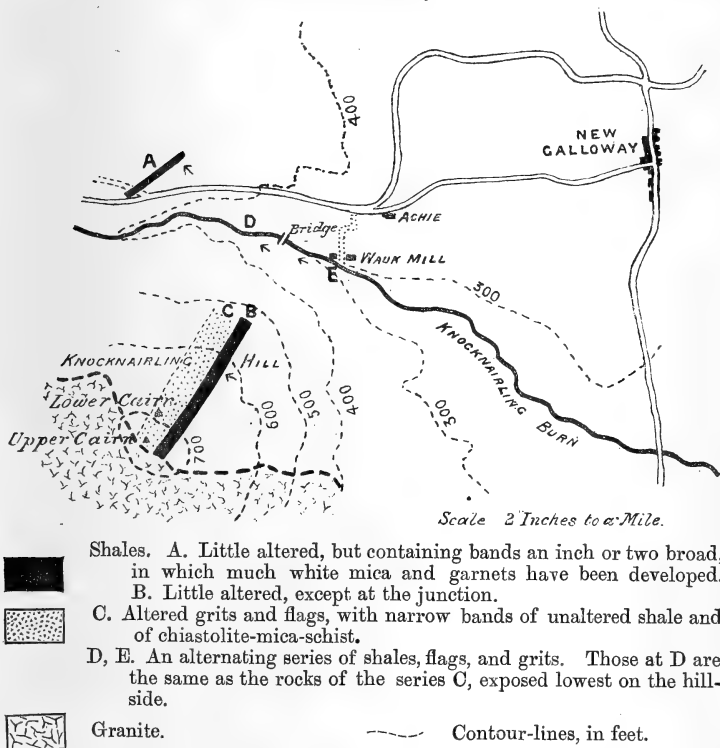 400
NEW
GALLOWAY
A
ACHIE
D
Bridge
WAUK MILL
E
300
C B
KNOCKNAIRLING HILL
KNOCKNAIRLING BURN
Lower Cairn
Upper Cairn
700
600
500
400
300
Scale 2 Inches to a Mile.
Shales. A. Little altered, but containing bands an inch or two broad,
in which much white mica and garnets have been developed.
B. Little altered, except at the junction.
C. Altered grits and flags, with narrow bands of unaltered shale and
of chiastolite-mica-schist.
D, E. An alternating series of shales, flags, and grits. Those at D are
the same as the rocks of the series C, exposed lowest on the hill-
side.
Granite.
Contour-lines, in feet.